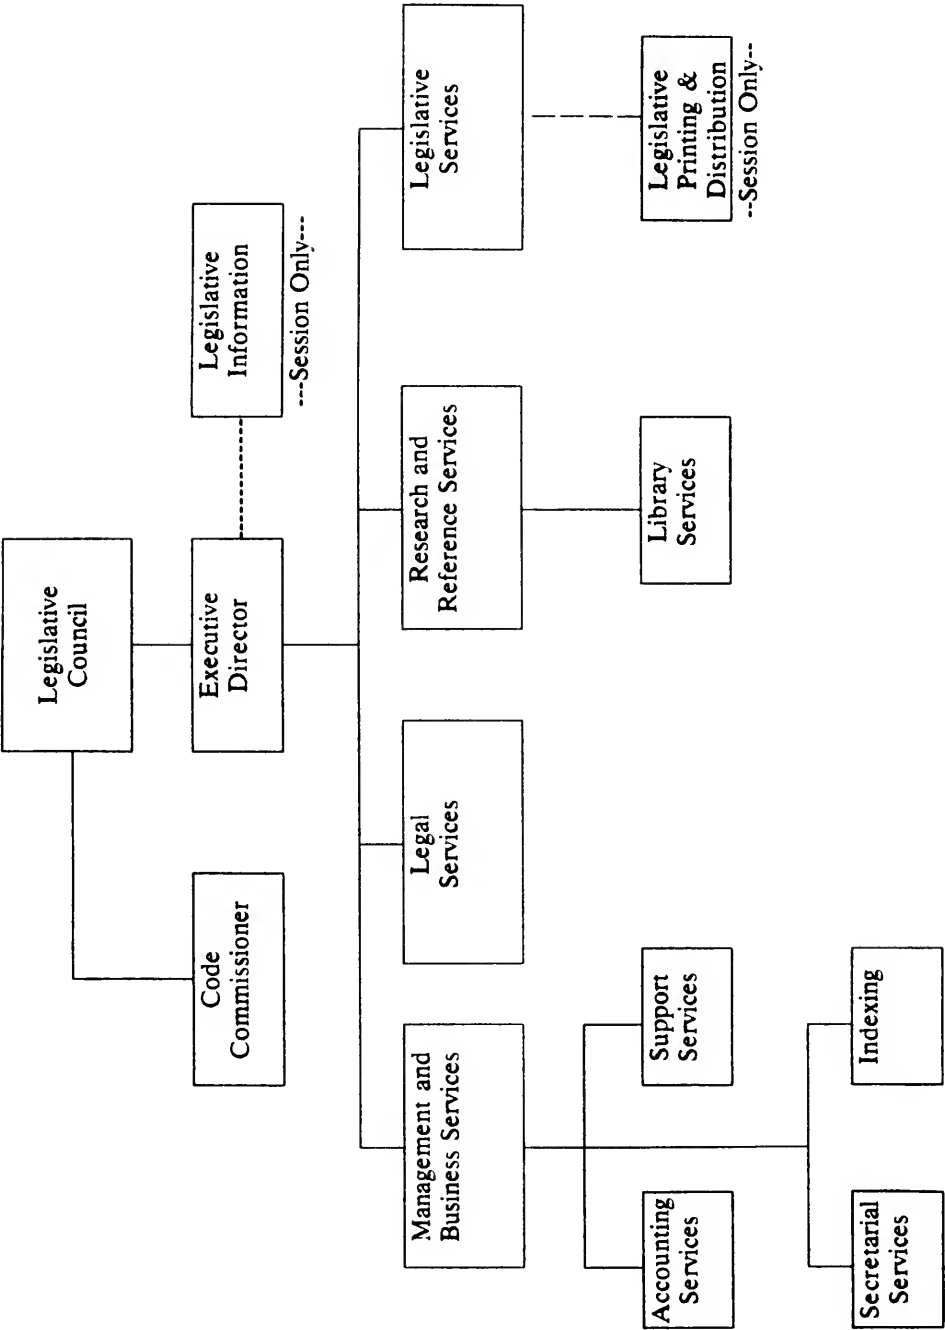 Legislative
Council
Code
Commissioner
Executive
Director
Legislative
Information
---Session Only---
Management and
Business Services
Legal
Services
Research and
Reference Services
Legislative
Services
Accounting
Services
Support
Services
Library
Services
Legislative
Printing &
Distribution
--Session Only--
Secretarial
Services
Indexing